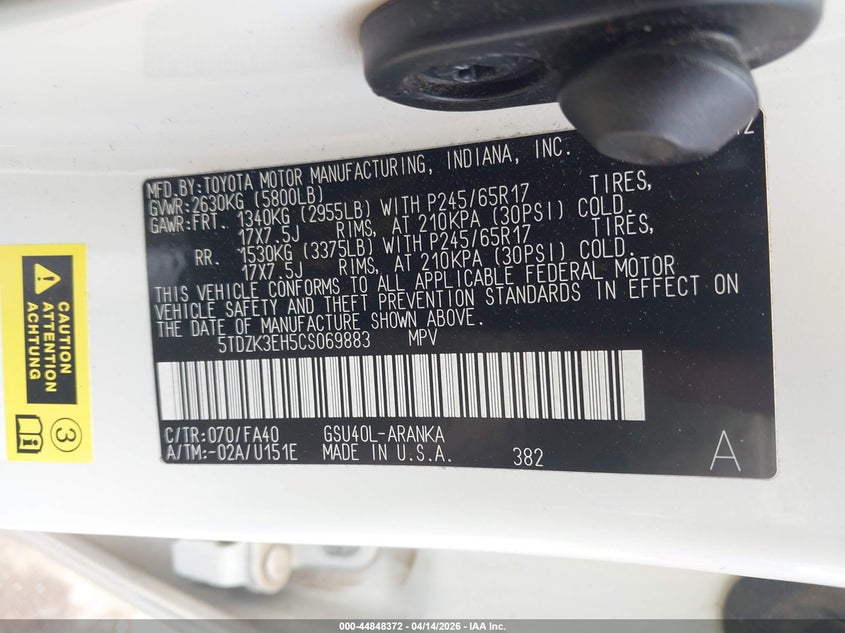 12
MFD.BY:TOYOTA MOTOR MANUFACTURING, INDIANA, INC.
GVWR:2630KG (5800LB)
GAWR:FRT. 1340KG (2955LB) WITH P245/65R17 TIRES,
17X7.5J RIMS, AT 210KPA (30PSI) COLD.
RR. 1530KG (3375LB) WITH P245/65R17 TIRES,
17X7.5J RIMS, AT 210KPA (30PSI) COLD.
THIS VEHICLE CONFORMS TO ALL APPLICABLE FEDERAL MOTOR
VEHICLE SAFETY AND THEFT PREVENTION STANDARDS IN EFFECT ON
THE DATE OF MANUFACTURE SHOWN ABOVE.
5TDZK3EH5CS069883 MPV
C/TR:070/FA40 GSU40L-ARANKA
A/TM:-02A/U151E MADE IN U.S.A. 382 A
CAUTION
ATTENTION
ACHTUNG
3
000-44848372 | 04/14/2026 | IAA Inc.